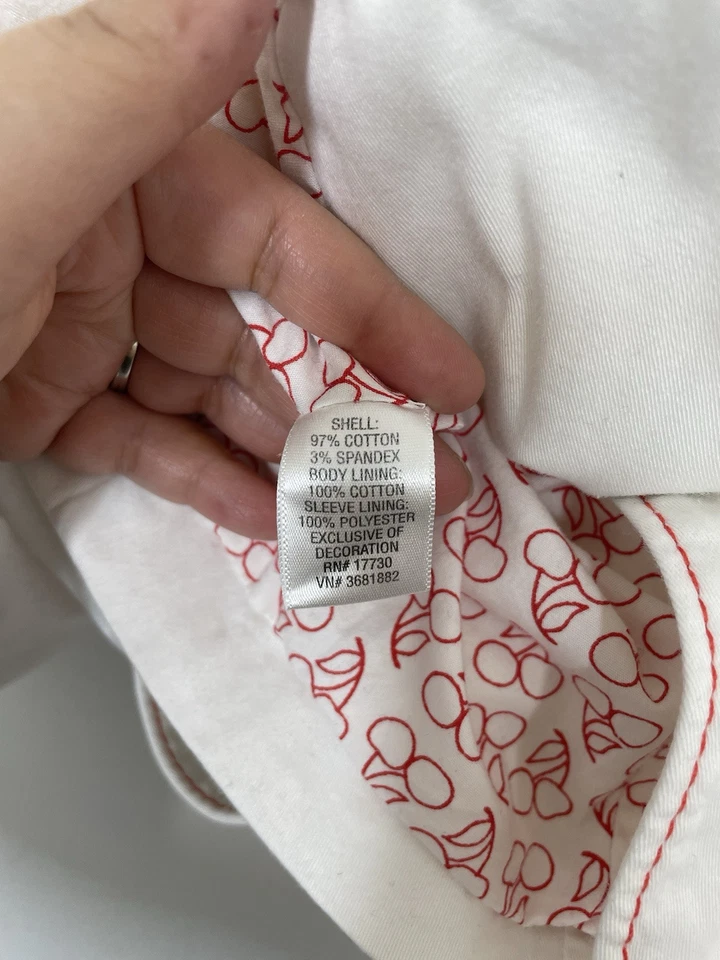 SHELL:
97% COTTON
3% SPANDEX
BODY LINING:
100% COTTON
SLEEVE LINING:
100% POLYESTER
EXCLUSIVE OF
DECORATION
RN# 17730
VN# 3681882